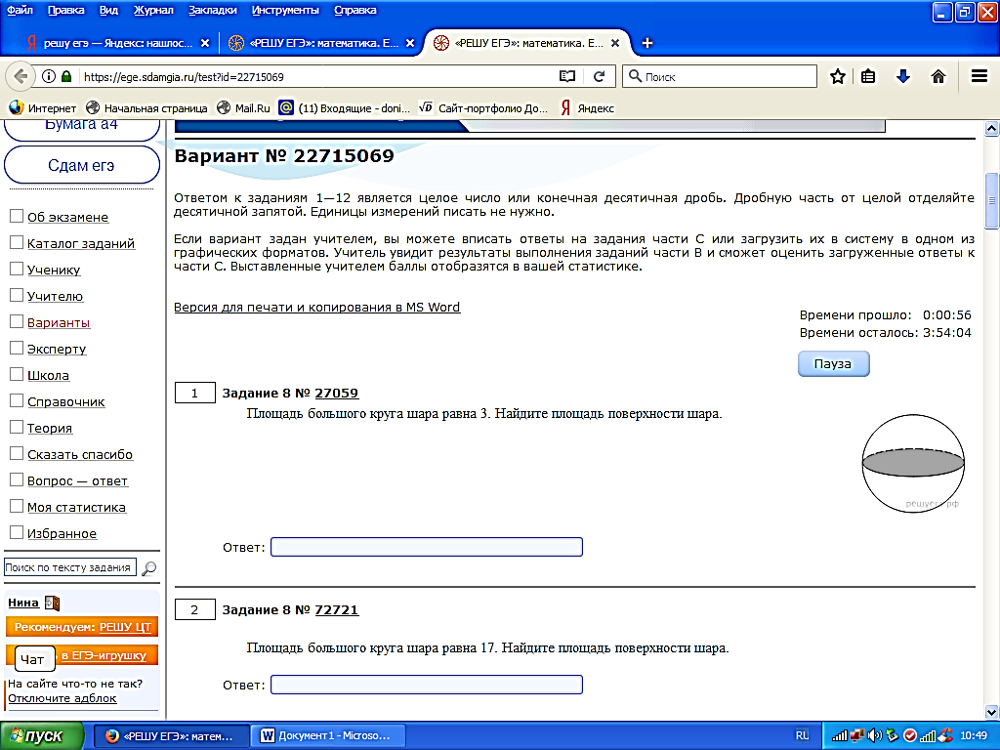 Файл Правка Вид Журнал Закладки Инструменты Справка
решу егэ — Яндекс: нашлос... «РЕШУ ЕГЭ»: математика. Е... «РЕШУ ЕГЭ»: математика. Е...
https://ege.sdamgia.ru/test?id=22715069 Поиск
Интернет Начальная страница Mail.Ru (11) Входящие - doni... Сайт-портфолио До... Яндекс
Бумага а4
Сдам егэ
Об экзамене
Каталог заданий
Ученику
Учителю
Варианты
Эксперту
Школа
Справочник
Теория
Сказать спасибо
Вопрос — ответ
Моя статистика
Избранное
Поиск по тексту задания
Нина
Рекомендуем: РЕШУ ЦТ
Чат в ЕГЭ-игрушку
На сайте что-то не так?
Отключите адблок
Вариант № 22715069
Ответом к заданиям 1—12 является целое число или конечная десятичная дробь. Дробную часть от целой отделяйте
десятичной запятой. Единицы измерений писать не нужно.
Если вариант задан учителем, вы можете вписать ответы на задания части С или загрузить их в систему в одном из
графических форматов. Учитель увидит результаты выполнения заданий части В и сможет оценить загруженные ответы к
части С. Выставленные учителем баллы отобразятся в вашей статистике.
Версия для печати и копирования в MS Word
Времени прошло: 0:00:56
Времени осталось: 3:54:04
Пауза
1 Задание 8 № 27059
Площадь большого круга шара равна 3. Найдите площадь поверхности шара.
решуегэ.рф
Ответ:
2 Задание 8 № 72721
Площадь большого круга шара равна 17. Найдите площадь поверхности шара.
Ответ:
пуск «РЕШУ ЕГЭ»: матем... Документ1 - Microso... RU 10:49